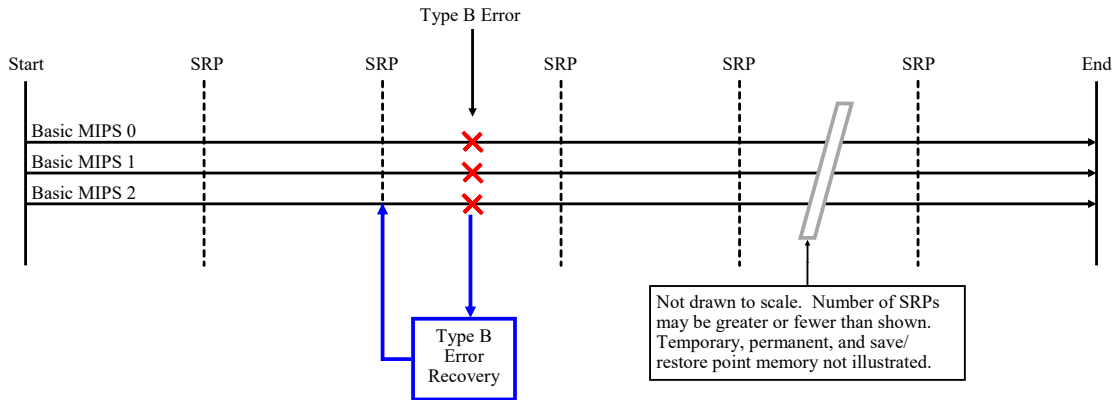 Type B Error
Start
SRP
SRP
SRP
SRP
SRP
End
Basic MIPS 0
Basic MIPS 1
Basic MIPS 2
Type B
Error
Recovery
Not drawn to scale.  Number of SRPs
may be greater or fewer than shown.
Temporary, permanent, and save/
restore point memory not illustrated.